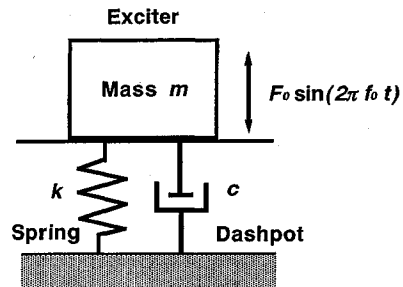 Exciter
Mass m
F₀ sin(2π f₀ t)
k
c
Spring
Dashpot